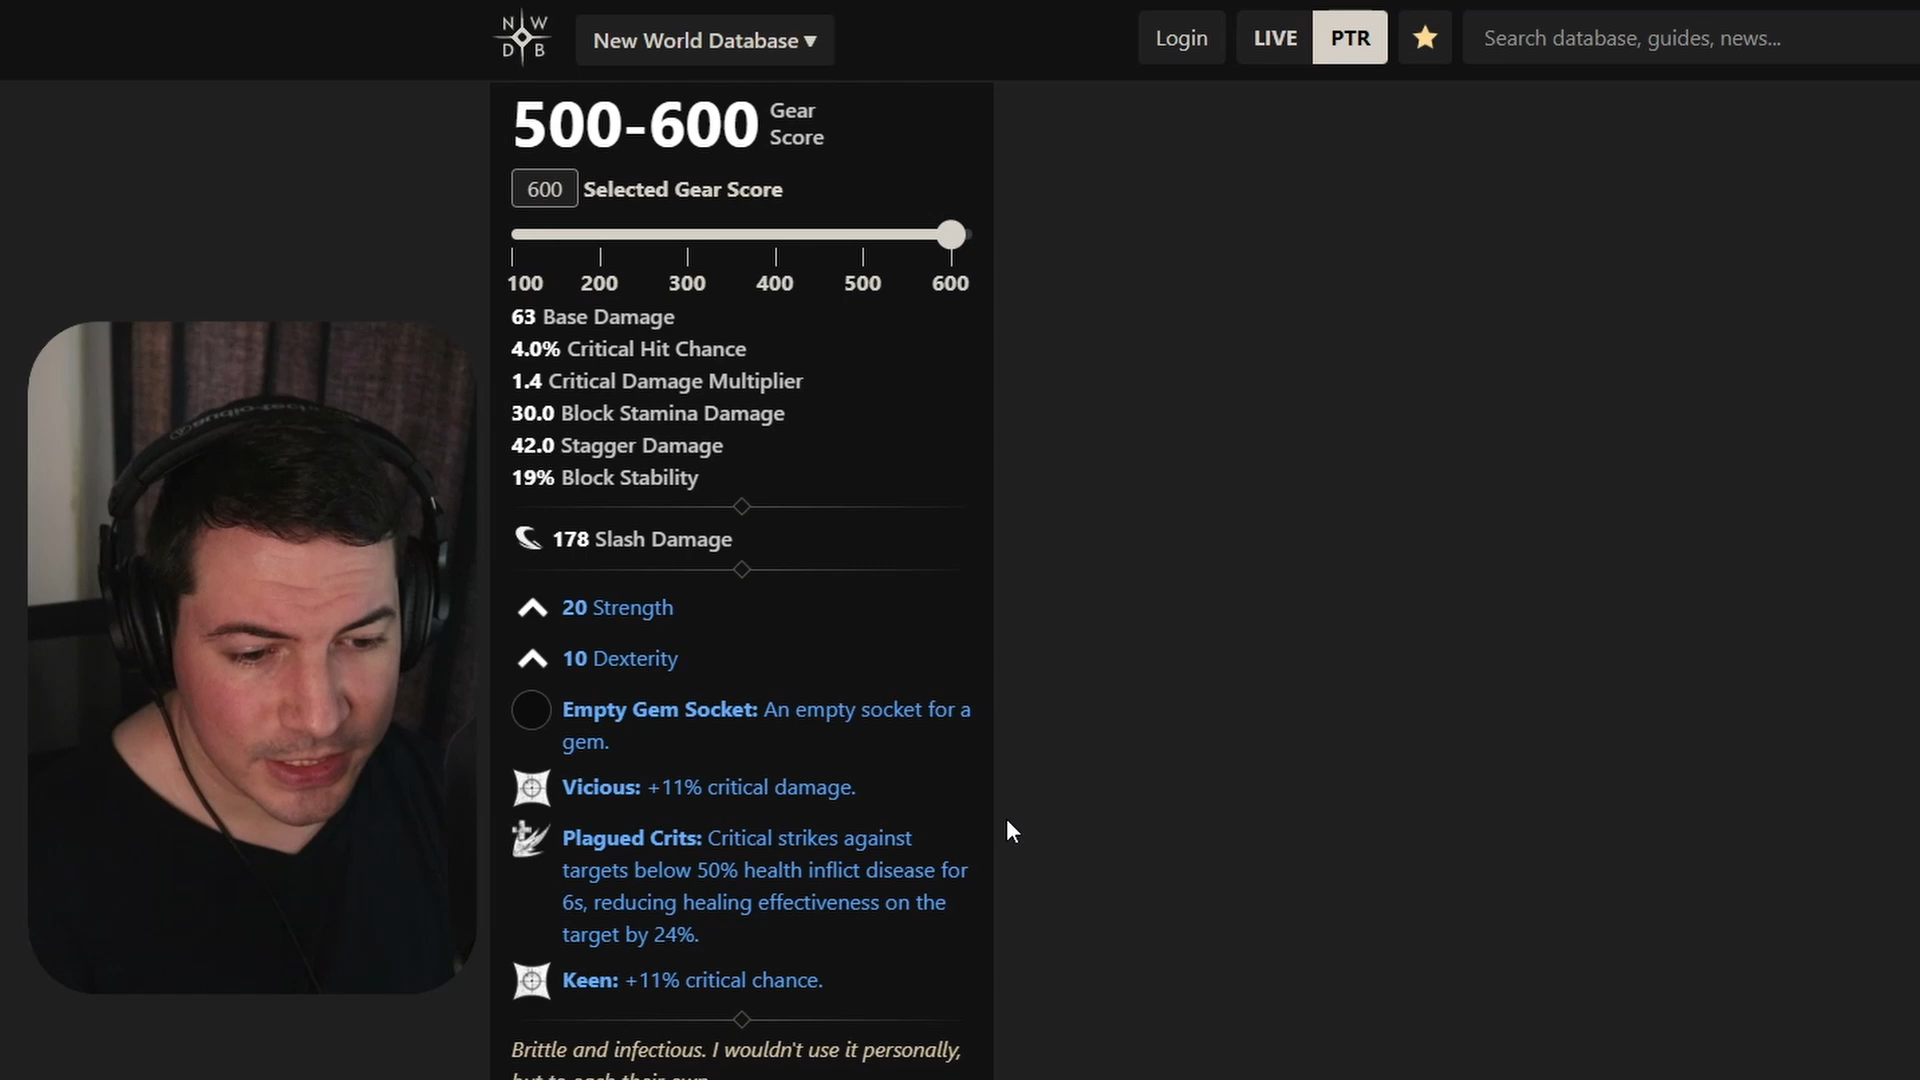 N W
D B
New World Database ▼
Login
LIVE
PTR
Search database, guides, news...
500-600
Gear
Score
600 Selected Gear Score
100 200 300 400 500 600
63 Base Damage
4.0% Critical Hit Chance
1.4 Critical Damage Multiplier
30.0 Block Stamina Damage
42.0 Stagger Damage
19% Block Stability
178 Slash Damage
20 Strength
10 Dexterity
Empty Gem Socket: An empty socket for a
gem.
Vicious: +11% critical damage.
Plagued Crits: Critical strikes against
targets below 50% health inflict disease for
6s, reducing healing effectiveness on the
target by 24%.
Keen: +11% critical chance.
Brittle and infectious. I wouldn't use it personally,
but to each their own.